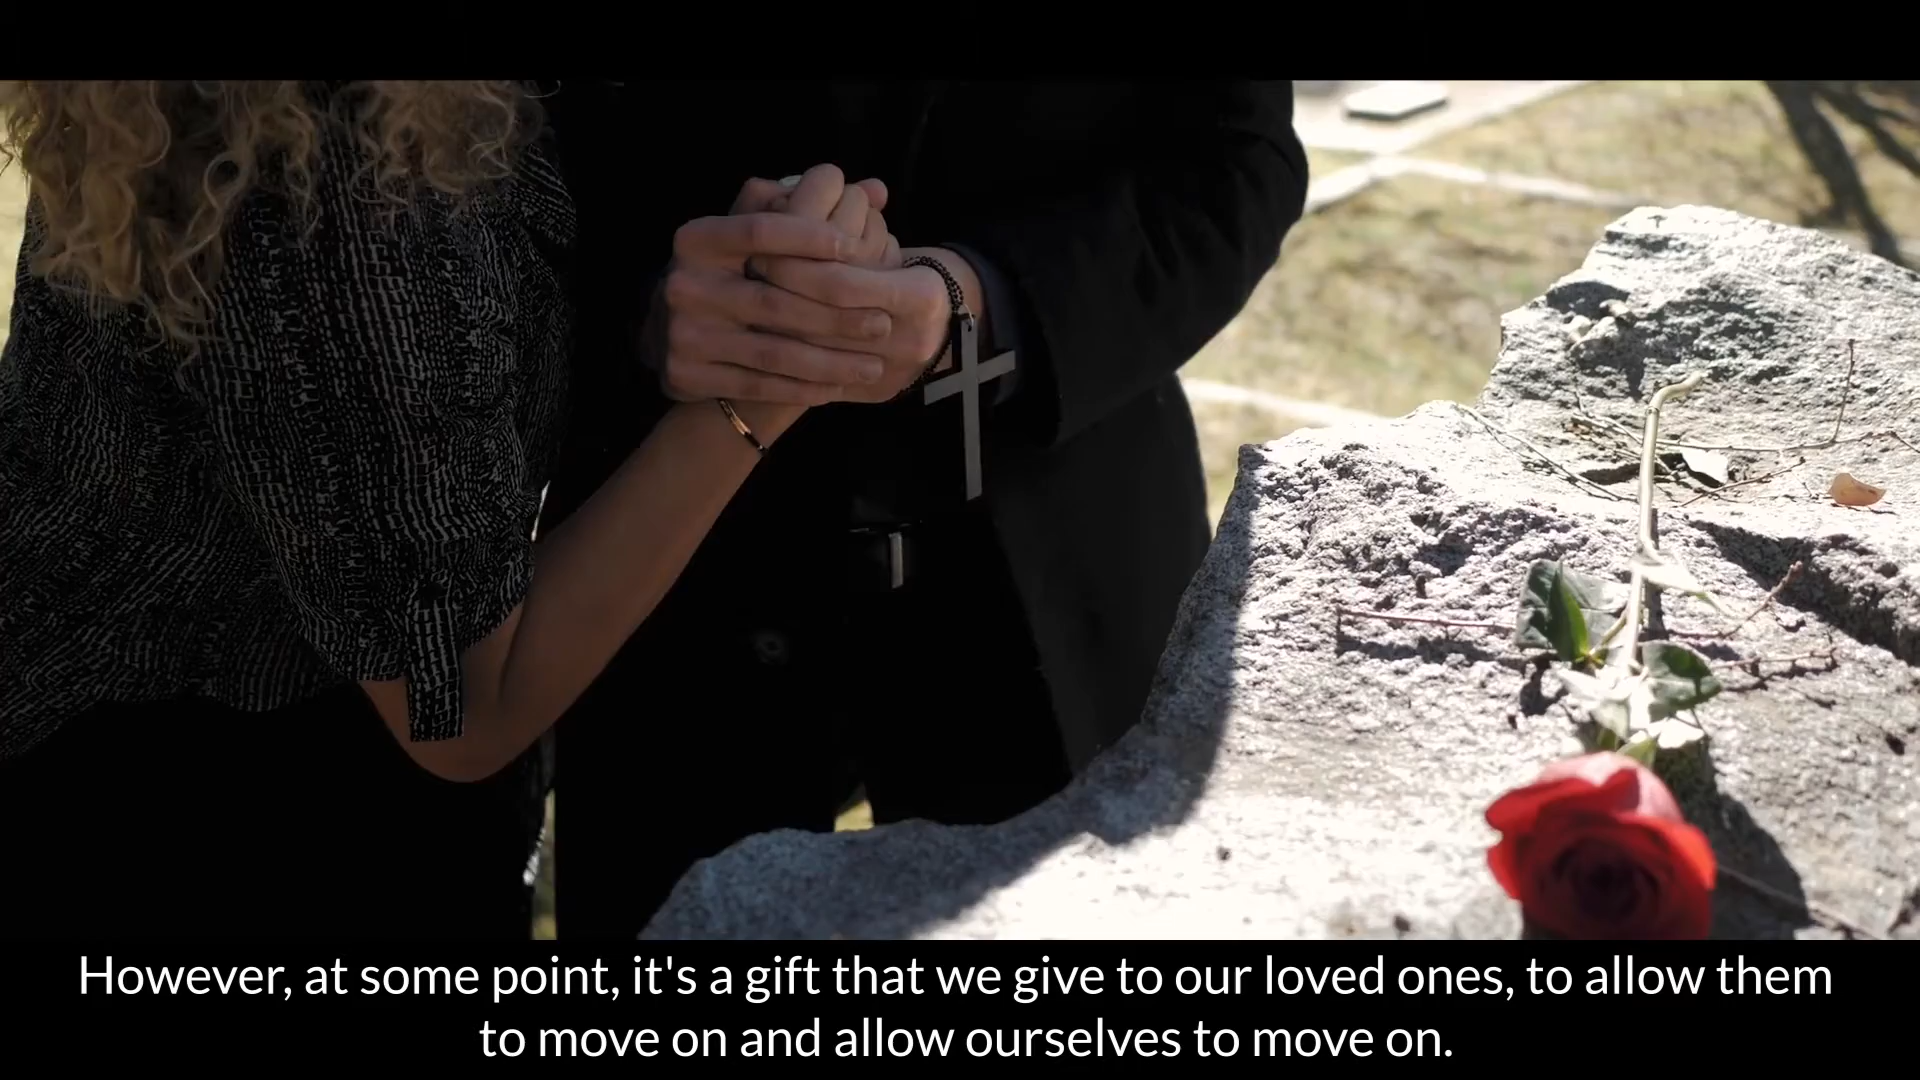 However, at some point, it's a gift that we give to our loved ones, to allow them
to move on and allow ourselves to move on.